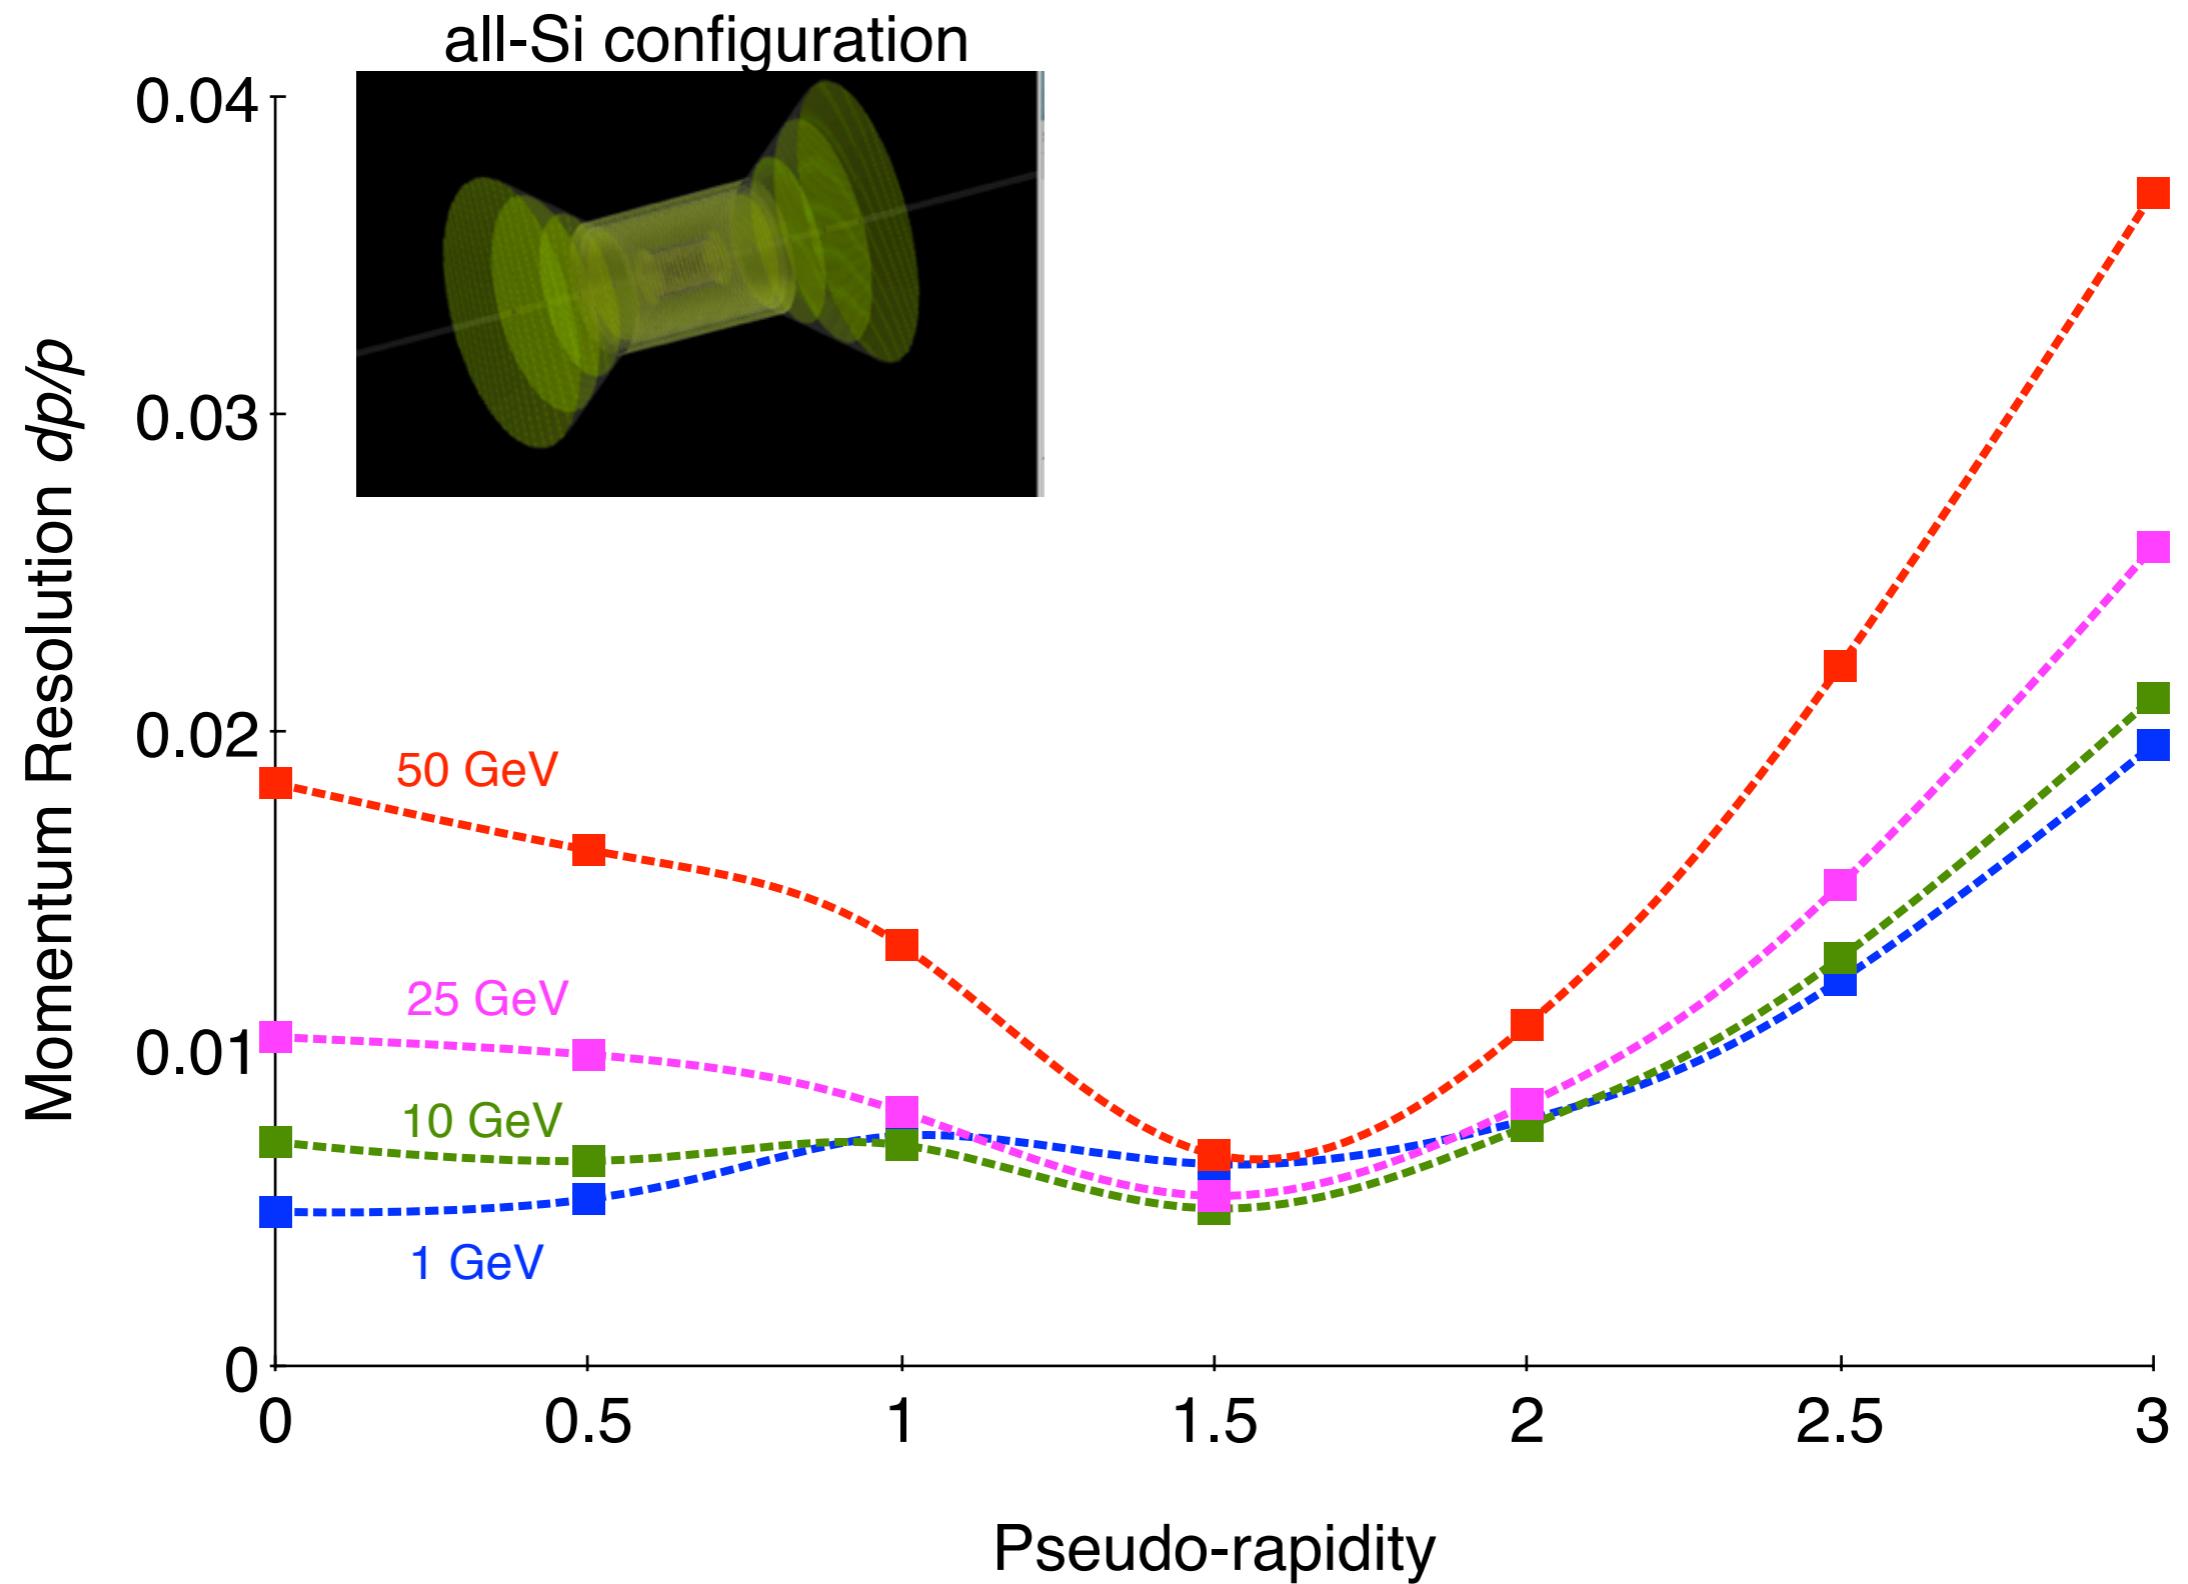 all-Si configuration
0.04
0.03
0.02
0.01
0
Momentum Resolution dp/p
50 GeV
25 GeV
10 GeV
1 GeV
0 0.5 1 1.5 2 2.5 3
Pseudo-rapidity